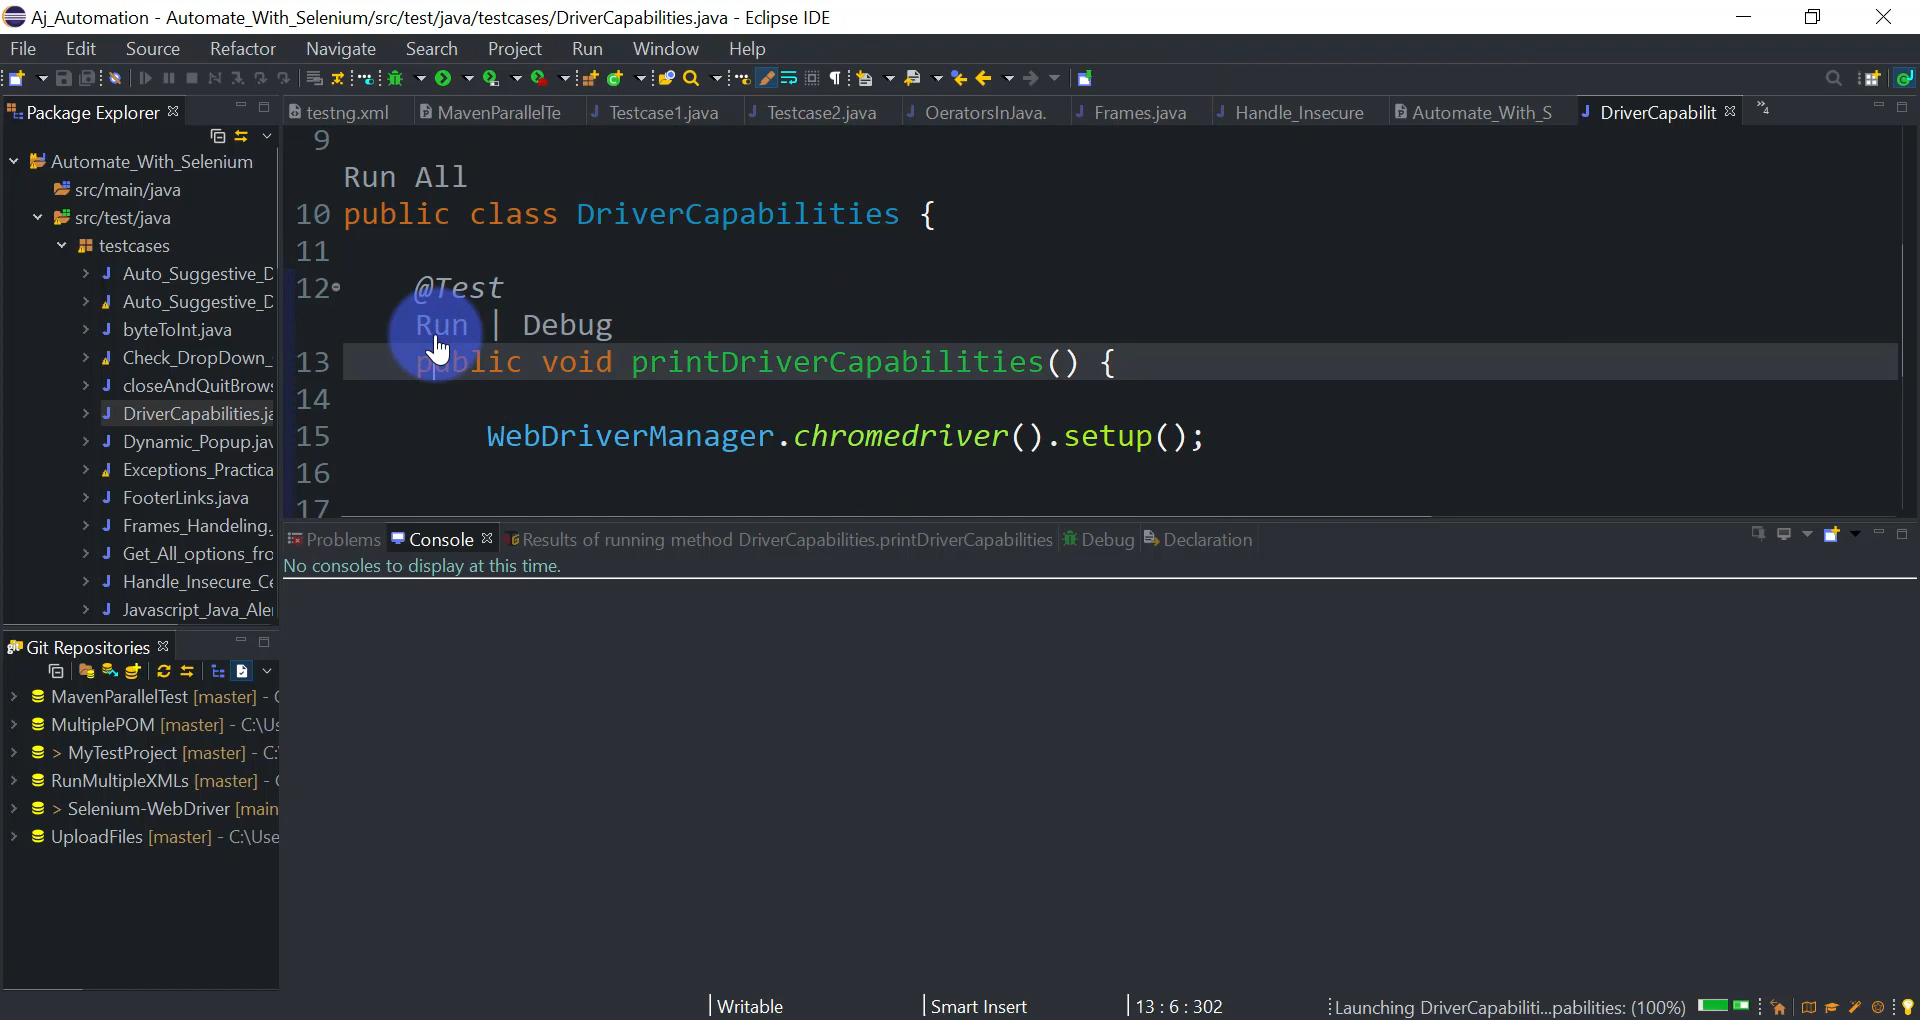 Aj_Automation - Automate_With_Selenium/src/test/java/testcases/DriverCapabilities.java - Eclipse IDE
File Edit Source Refactor Navigate Search Project Run Window Help
Package Explorer
testng.xml MavenParallelTe Testcase1.java Testcase2.java OeratorsInJava. Frames.java Handle_Insecure Automate_With_S DriverCapabilit »4
Automate_With_Selenium
src/main/java
src/test/java
testcases
Auto_Suggestive_D
Auto_Suggestive_D
byteToInt.java
Check_DropDown_
closeAndQuitBrow
DriverCapabilities.ja
Dynamic_Popup.jav
Exceptions_Practica
FooterLinks.java
Frames_Handeling.
Get_All_options_fro
Handle_Insecure_Ce
Javascript_Java_Ale
9
Run All
10 public class DriverCapabilities {
11
12 @Test
Run | Debug
13 public void printDriverCapabilities() {
14
15 WebDriverManager.chromedriver().setup();
16
17
Problems Console Results of running method DriverCapabilities.printDriverCapabilities Debug Declaration
No consoles to display at this time.
Git Repositories
MavenParallelTest [master] - C
MultiplePOM [master] - C:\Us
> MyTestProject [master] - C:
RunMultipleXMLs [master] - C
> Selenium-WebDriver [main
UploadFiles [master] - C:\Use
Writable Smart Insert 13 : 6 : 302 Launching DriverCapabiliti...pabilities: (100%)